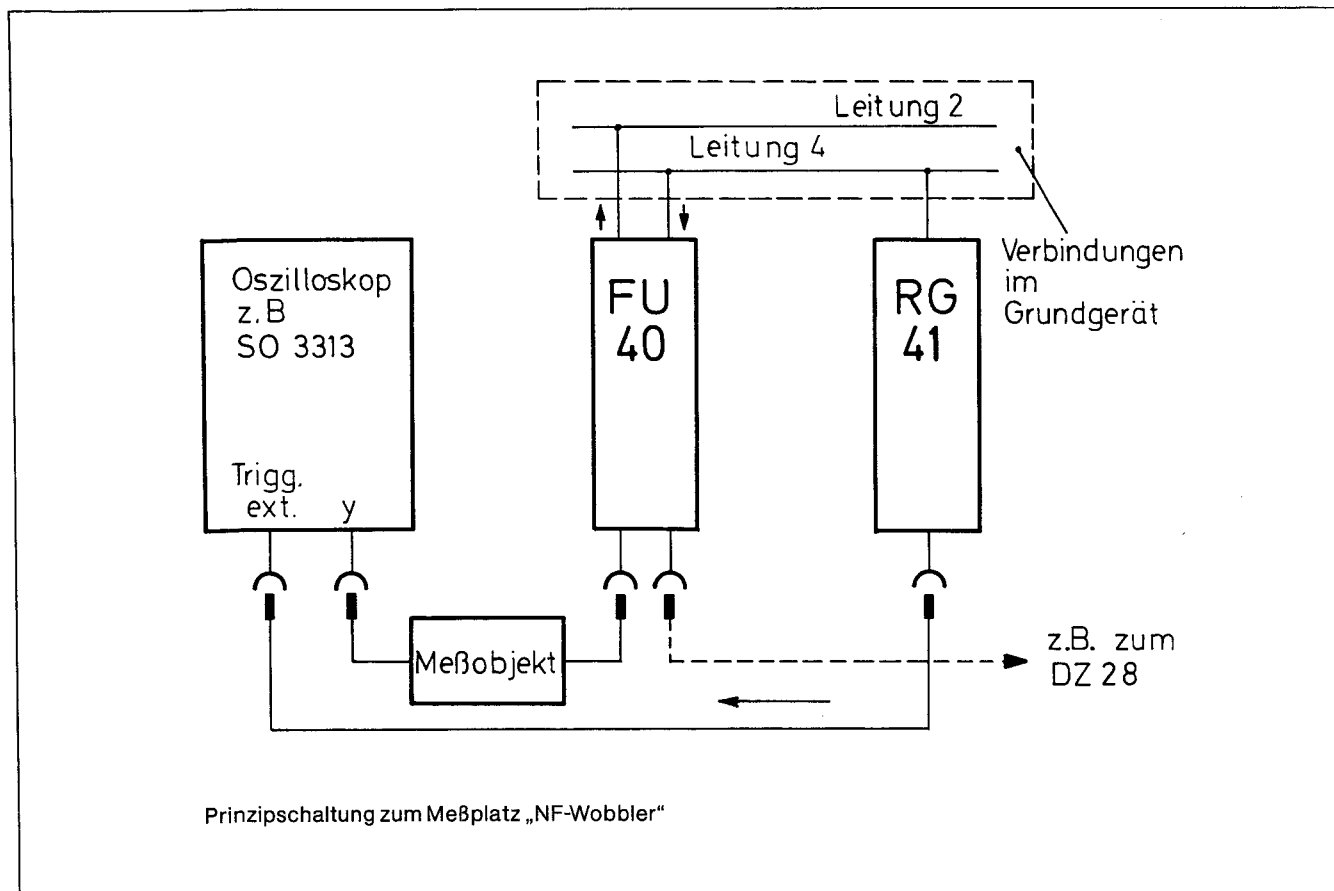 Leitung 2
Leitung 4
Verbindungen
im
Grundgerät
Oszilloskop
z.B
SO 3313
Trigg.
ext. y
FU
40
RG
41
Meßobjekt
z.B. zum
DZ 28
Prinzipschaltung zum Meßplatz „NF-Wobbler“